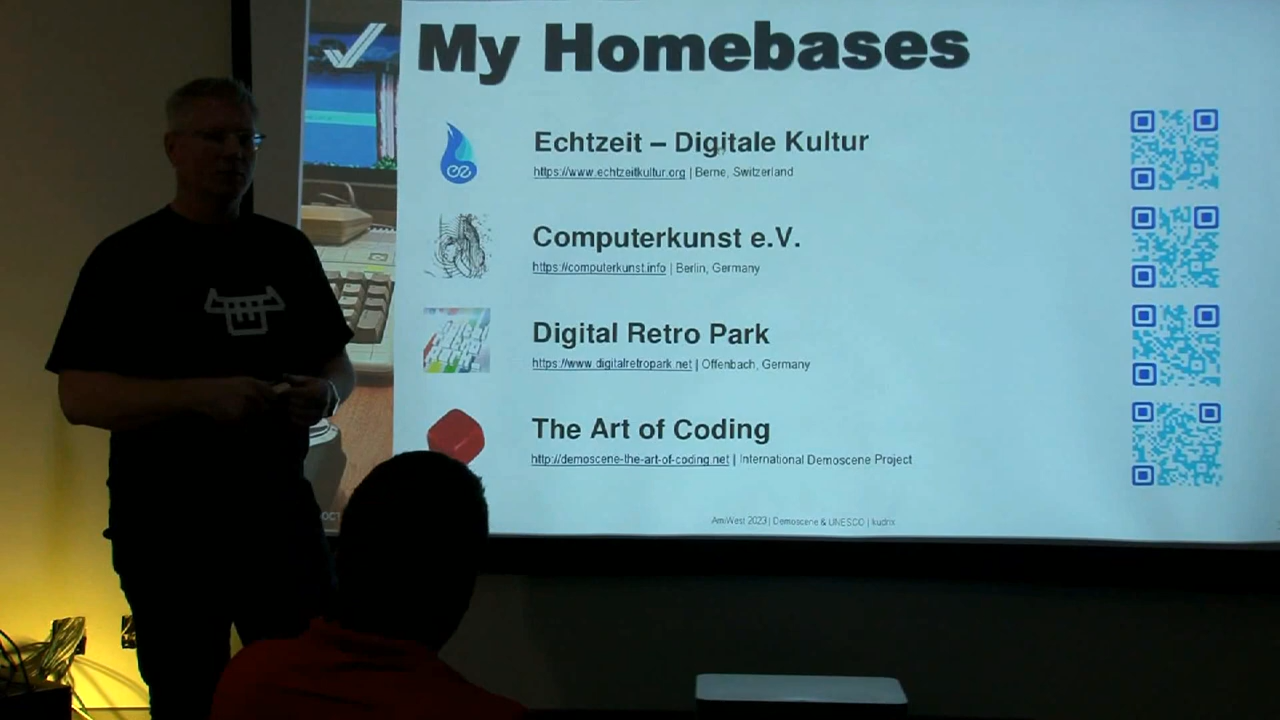 My Homebases
Echtzeit – Digitale Kultur
https://www.echtzeitkultur.org | Berne, Switzerland
Computerkunst e.V.
https://computerkunst.info | Berlin, Germany
Digital Retro Park
https://www.digitalretropark.net | Offenbach, Germany
The Art of Coding
http://demoscene-the-art-of-coding.net | International Demoscene Project
AmiWest 2023 | Demoscene & UNESCO | kudrix